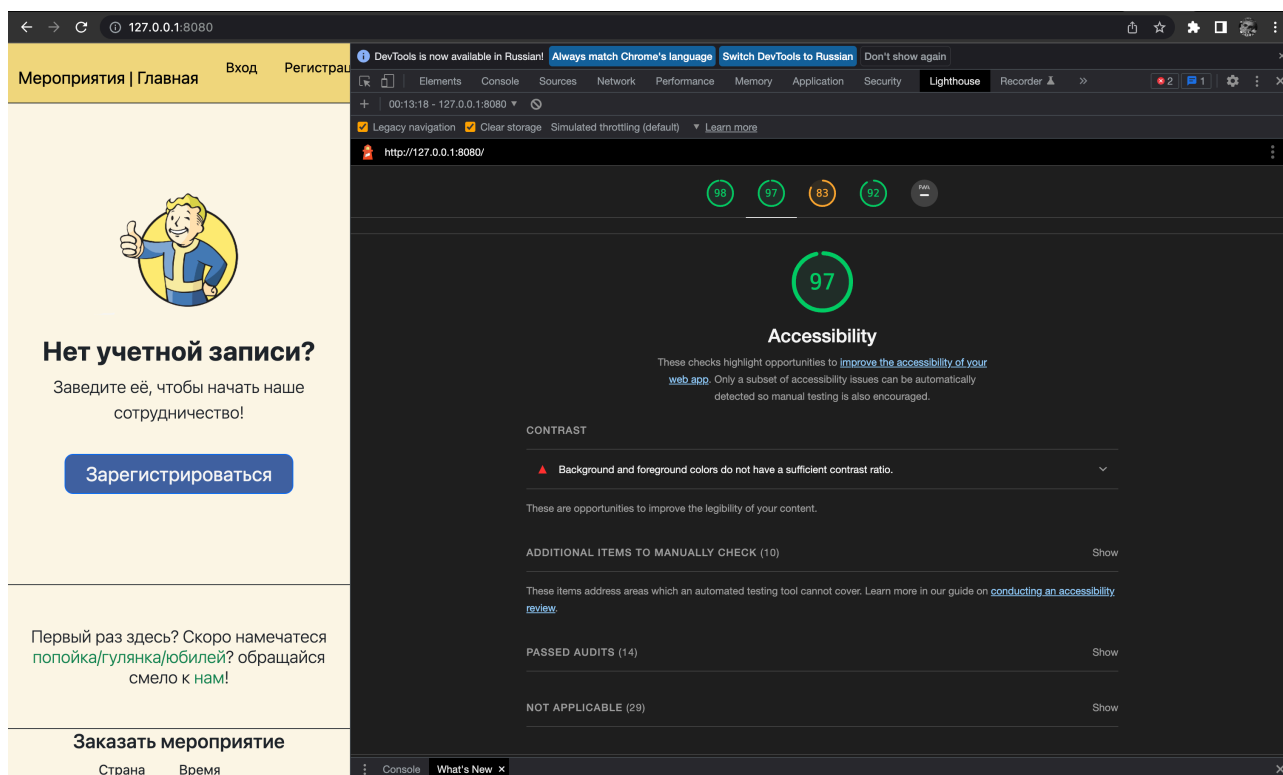 127.0.0.1:8080
Мероприятия | Главная
Вход
Регистрац
Нет учетной записи?
Заведите её, чтобы начать наше
сотрудничество!
Зарегистрироваться
Первый раз здесь? Скоро намечатеся
попойка/гулянка/юбилей? обращайся
смело к нам!
Заказать мероприятие
Страна Время
DevTools is now available in Russian! Always match Chrome's language Switch DevTools to Russian Don't show again
Elements Console Sources Network Performance Memory Application Security Lighthouse Recorder » 2 1
00:13:18 - 127.0.0.1:8080
Legacy navigation Clear storage Simulated throttling (default) Learn more
http://127.0.0.1:8080/
98 97 83 92 PWA
97
Accessibility
These checks highlight opportunities to improve the accessibility of your
web app. Only a subset of accessibility issues can be automatically
detected so manual testing is also encouraged.
CONTRAST
Background and foreground colors do not have a sufficient contrast ratio.
These are opportunities to improve the legibility of your content.
ADDITIONAL ITEMS TO MANUALLY CHECK (10) Show
These items address areas which an automated testing tool cannot cover. Learn more in our guide on conducting an accessibility
review.
PASSED AUDITS (14) Show
NOT APPLICABLE (29) Show
Console What's New ×